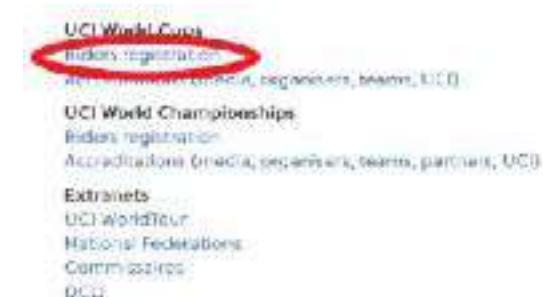 UCI World Cups
Riders registration
Accreditations (media, organisers, teams, UCI)
UCI World Championships
Riders registration
Accreditations (media, organisers, teams, partners, UCI)
Extranets
UCI WorldTour
National Federations
Commissaires